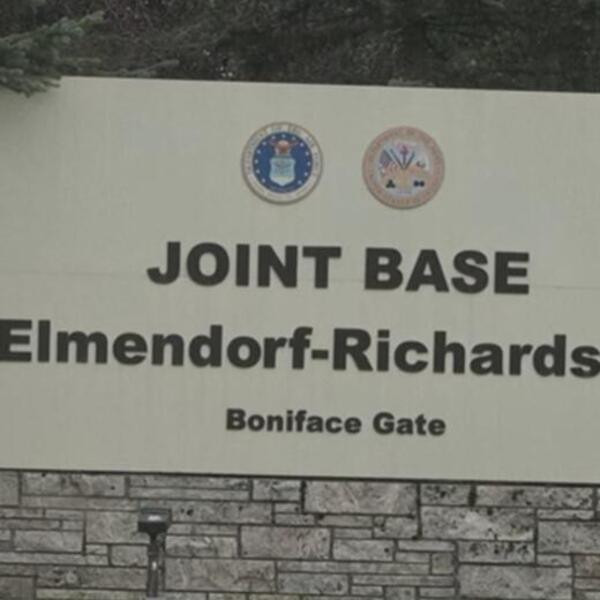 JOINT BASE
Elmendorf-Richards
Boniface Gate